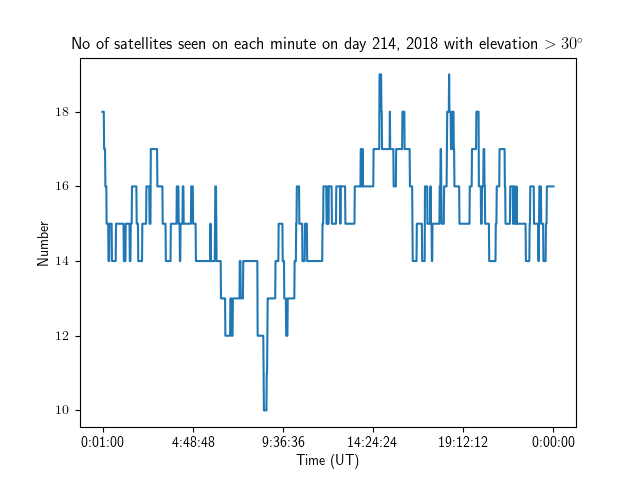 No of satellites seen on each minute on day 214, 2018 with elevation > 30°
Number
18
16
14
12
10
0:01:00 4:48:48 9:36:36 14:24:24 19:12:12 0:00:00
Time (UT)